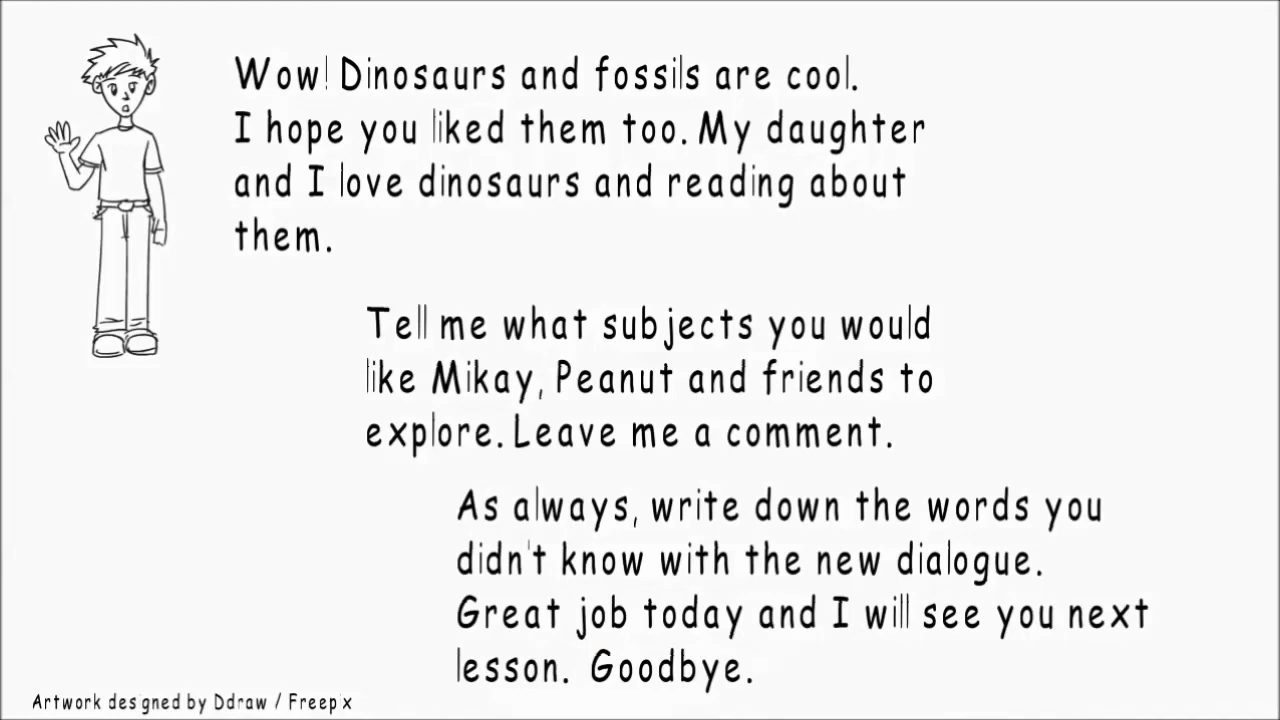 Wow! Dinosaurs and fossils are cool.
I hope you liked them too. My daughter
and I love dinosaurs and reading about
them.
Tell me what subjects you would
like Mikay, Peanut and friends to
explore. Leave me a comment.
As always, write down the words you
didn't know with the new dialogue.
Great job today and I will see you next
lesson. Goodbye.
Artwork designed by Ddraw / Freepix